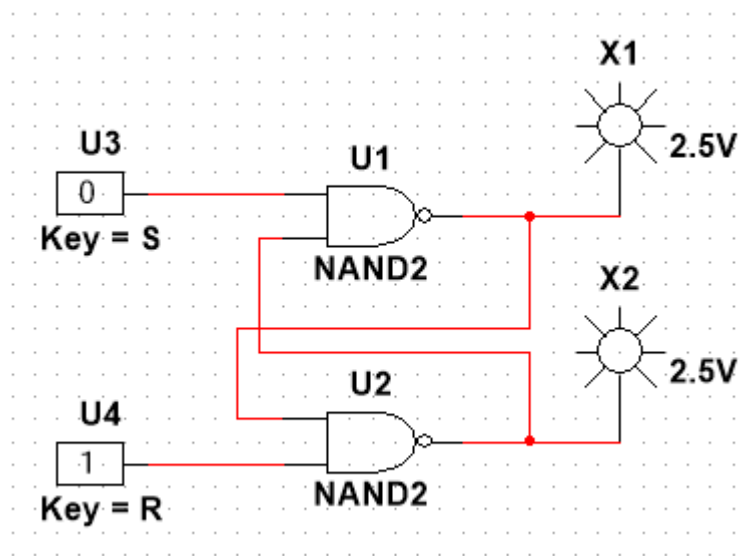 X1
U3
U1
2.5V
0
Key = S
NAND2
X2
U2
2.5V
U4
1
Key = R
NAND2